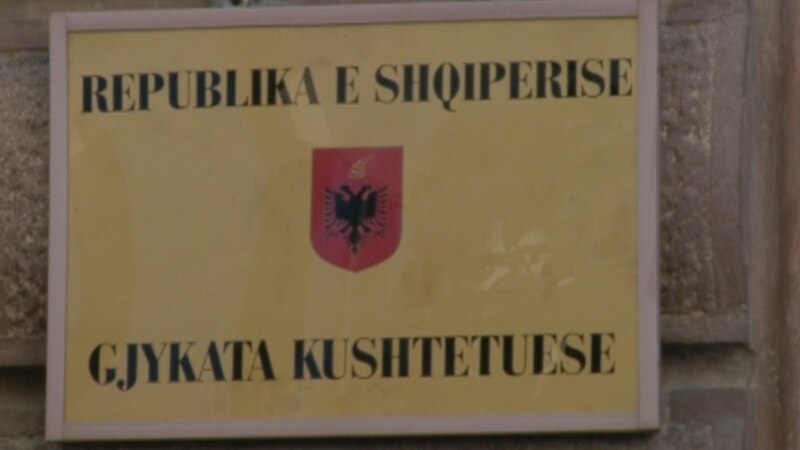 REPUBLIKA E SHQIPERISE
GJYKATA KUSHTETUESE